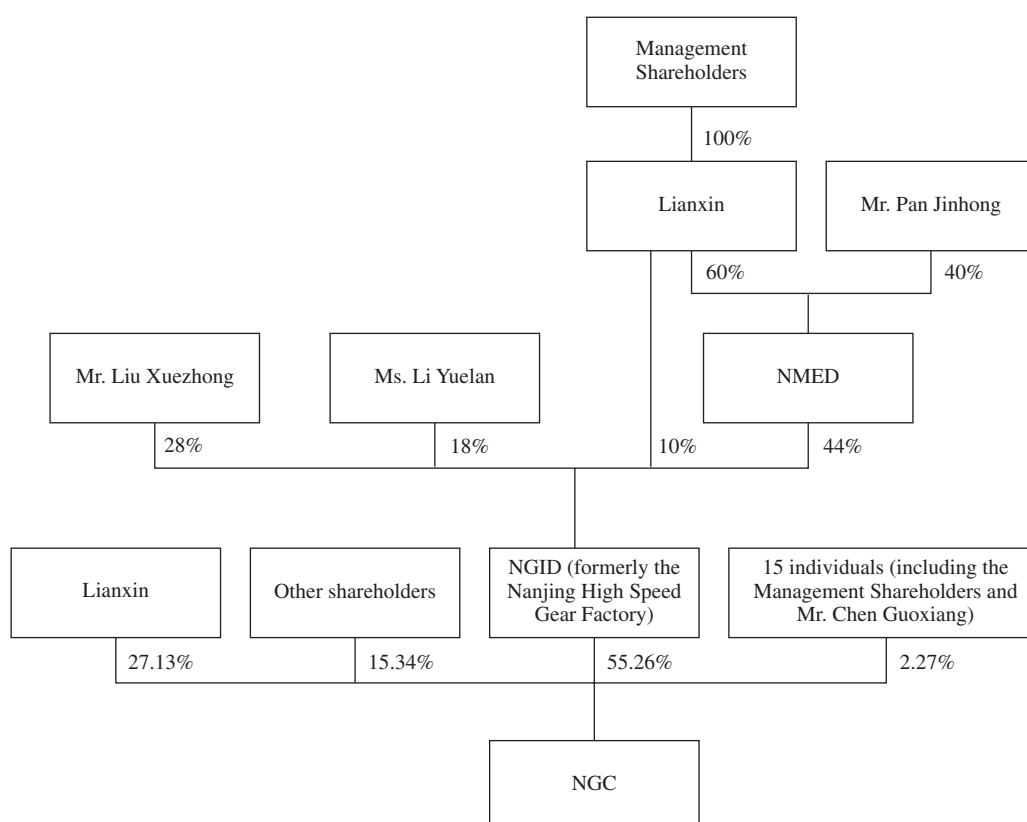 Management
Shareholders
100%
Lianxin
Mr. Pan Jinhong
60%
40%
Mr. Liu Xuezhong
Ms. Li Yuelan
NMED
28%
18%
10%
44%
Lianxin
Other shareholders
NGID (formerly the
Nanjing High Speed
Gear Factory)
15 individuals (including the
Management Shareholders and
Mr. Chen Guoxiang)
27.13%
15.34%
55.26%
2.27%
NGC